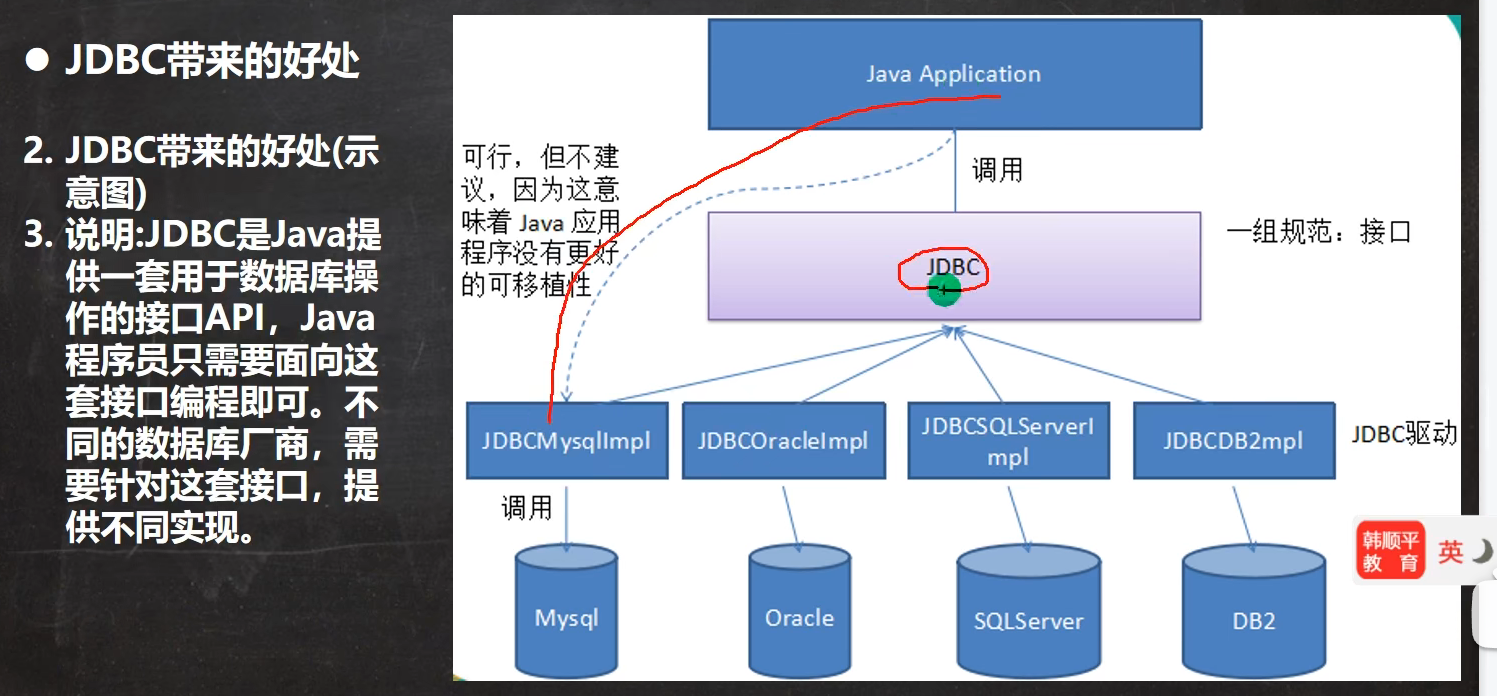 JDBC带来的好处
2. JDBC带来的好处(示
意图)
3. 说明:JDBC是Java提
供一套用于数据库操
作的接口API，Java
程序员只需要面向这
套接口编程即可。不
同的数据库厂商，需
要针对这套接口，提
供不同实现。
Java Application
可行，但不建
议，因为这意
味着 Java 应用
程序没有更好
的可移植性
调用
JDBC
一组规范：接口
JDBCMysqlImpl
JDBCOracleImpl
JDBCSQLServerI
mpl
JDBCDB2mpl
JDBC驱动
调用
Mysql
Oracle
SQLServer
DB2
韩顺平
教 育
英